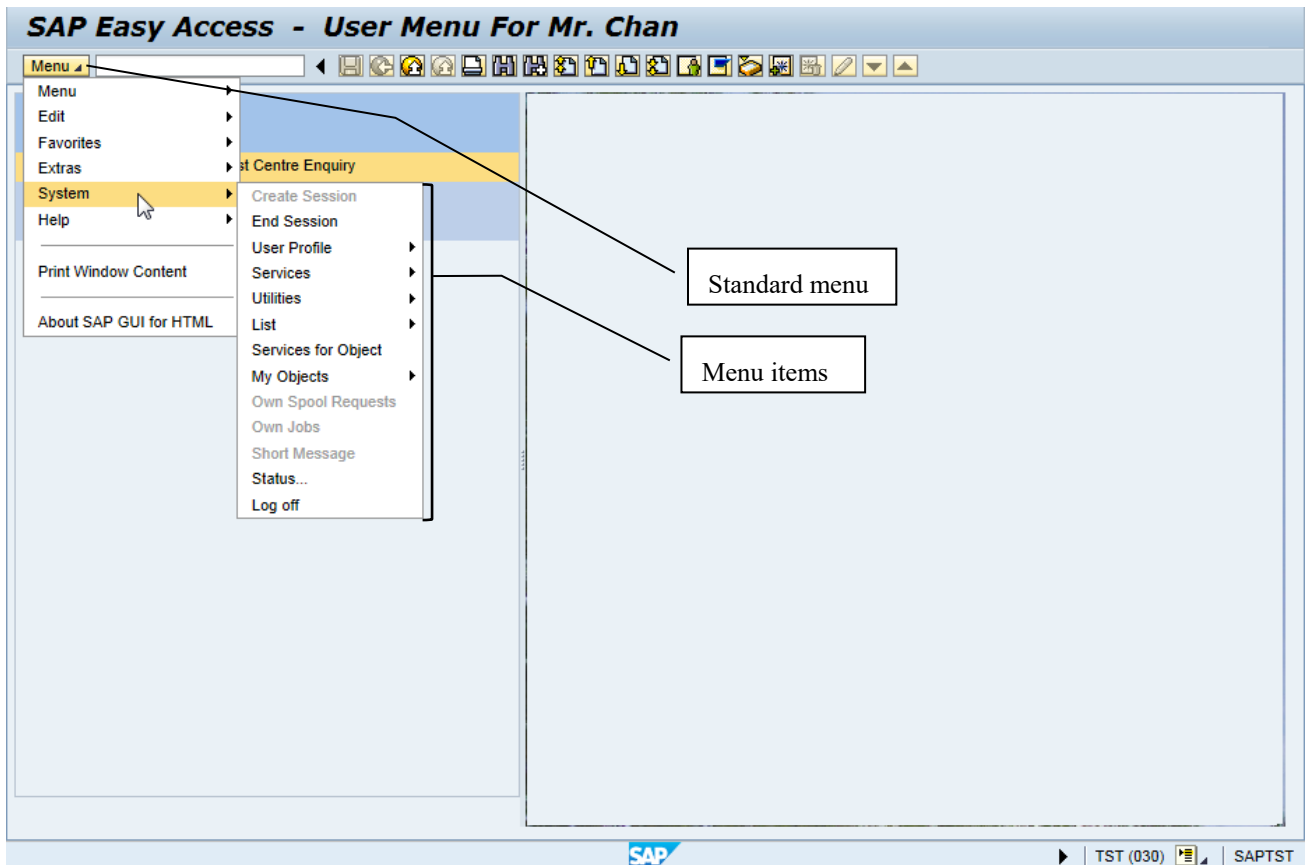 SAP Easy Access - User Menu For Mr. Chan
Menu
Menu
Edit
Favorites
Extras
st Centre Enquiry
System
Help
Print Window Content
About SAP GUI for HTML
Create Session
End Session
User Profile
Services
Utilities
List
Services for Object
My Objects
Own Spool Requests
Own Jobs
Short Message
Status...
Log off
Standard menu
Menu items
SAP
TST (030)
SAPTST